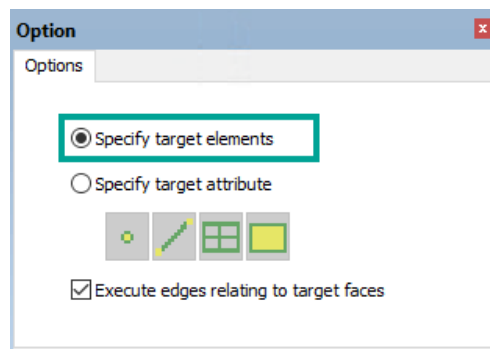 Option
Options
Specify target elements
Specify target attribute
Execute edges relating to target faces